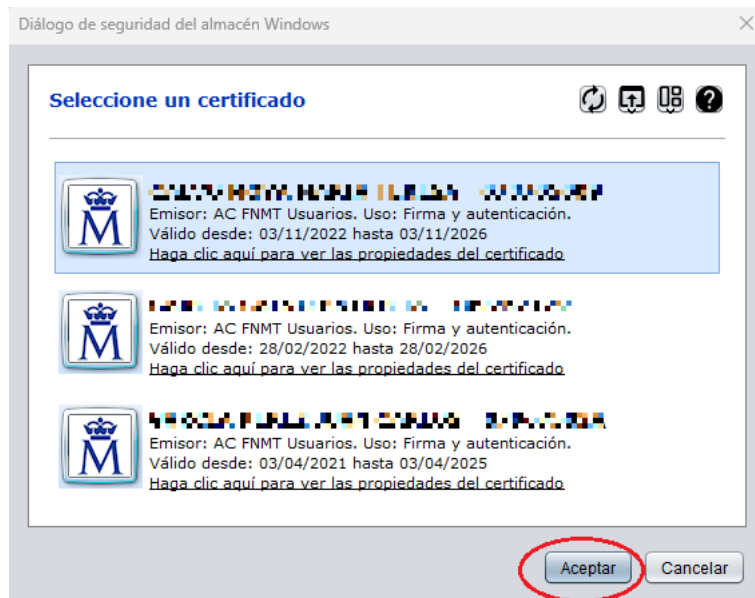 Diálogo de seguridad del almacén Windows
Seleccione un certificado
Emisor: AC FNMT Usuarios. Uso: Firma y autenticación.
Válido desde: 03/11/2022 hasta 03/11/2026
Haga clic aquí para ver las propiedades del certificado
Emisor: AC FNMT Usuarios. Uso: Firma y autenticación.
Válido desde: 28/02/2022 hasta 28/02/2026
Haga clic aquí para ver las propiedades del certificado
Emisor: AC FNMT Usuarios. Uso: Firma y autenticación.
Válido desde: 03/04/2021 hasta 03/04/2025
Haga clic aquí para ver las propiedades del certificado
Aceptar Cancelar